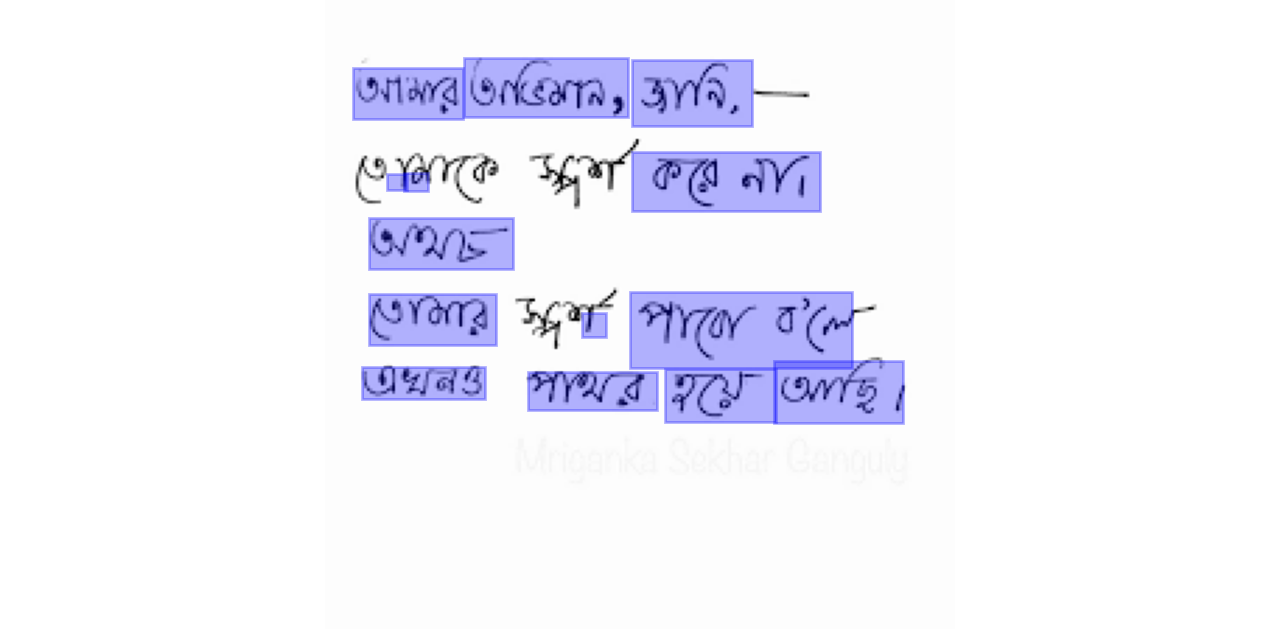 আমার অভিমান, জানি, —
তোমাকে স্পর্শ করে না।
অথচ
তোমার স্পর্শ পাবো ব'লে
এখনও পাথর হয়ে আছি।
Mriganka Sekhar Ganguly